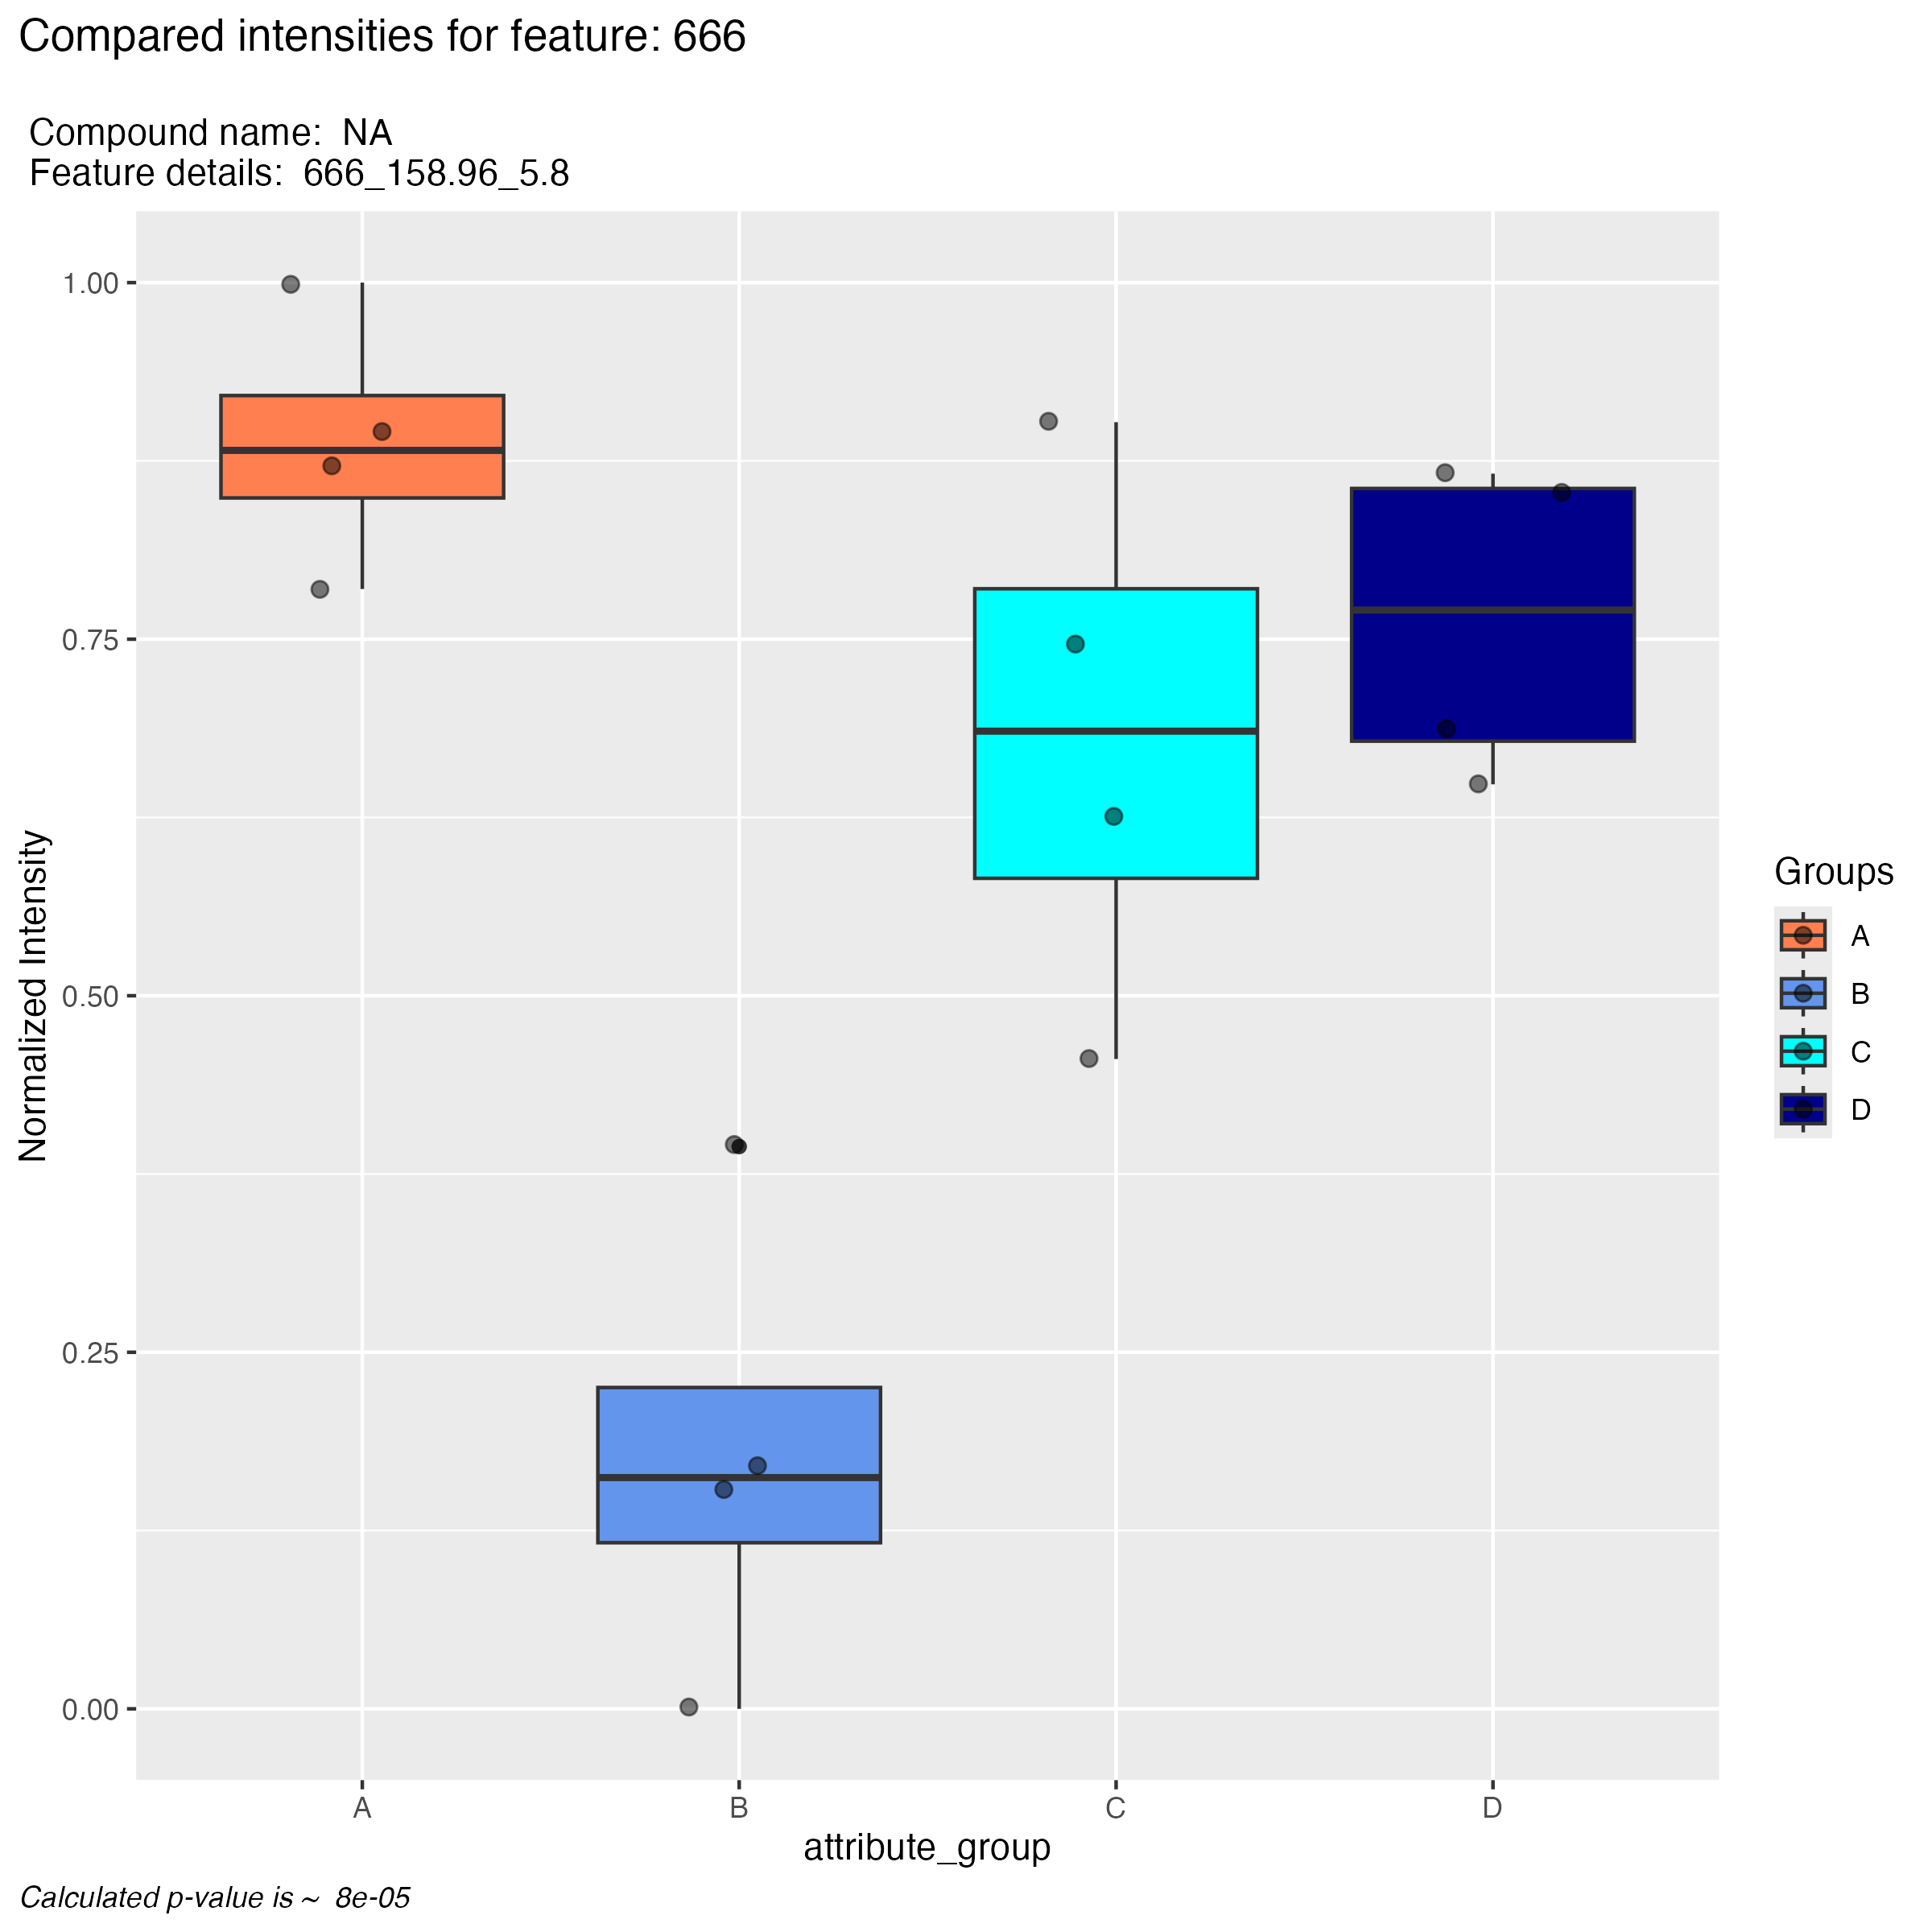 Compared intensities for feature: 666
Compound name:  NA
Feature details:  666_158.96_5.8
Normalized Intensity
1.00
0.75
0.50
0.25
0.00
A
B
C
D
attribute_group
Groups
A
B
C
D
Calculated p-value is ~  8e-05